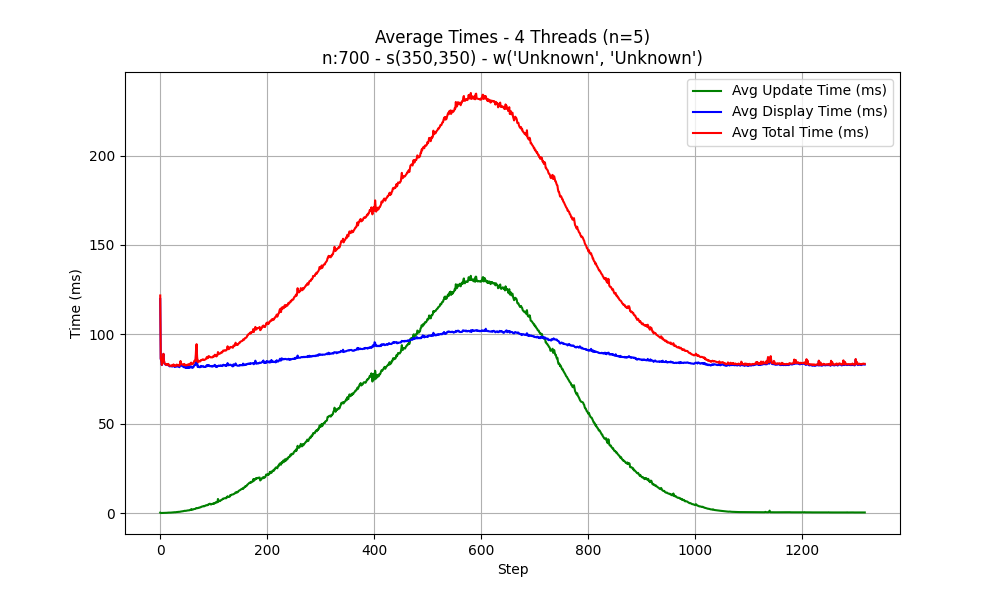 Average Times - 4 Threads (n=5)
n:700 - s(350,350) - w('Unknown', 'Unknown')
Avg Update Time (ms)
Avg Display Time (ms)
Avg Total Time (ms)
Time (ms)
200
150
100
50
0
0 200 400 600 800 1000 1200
Step